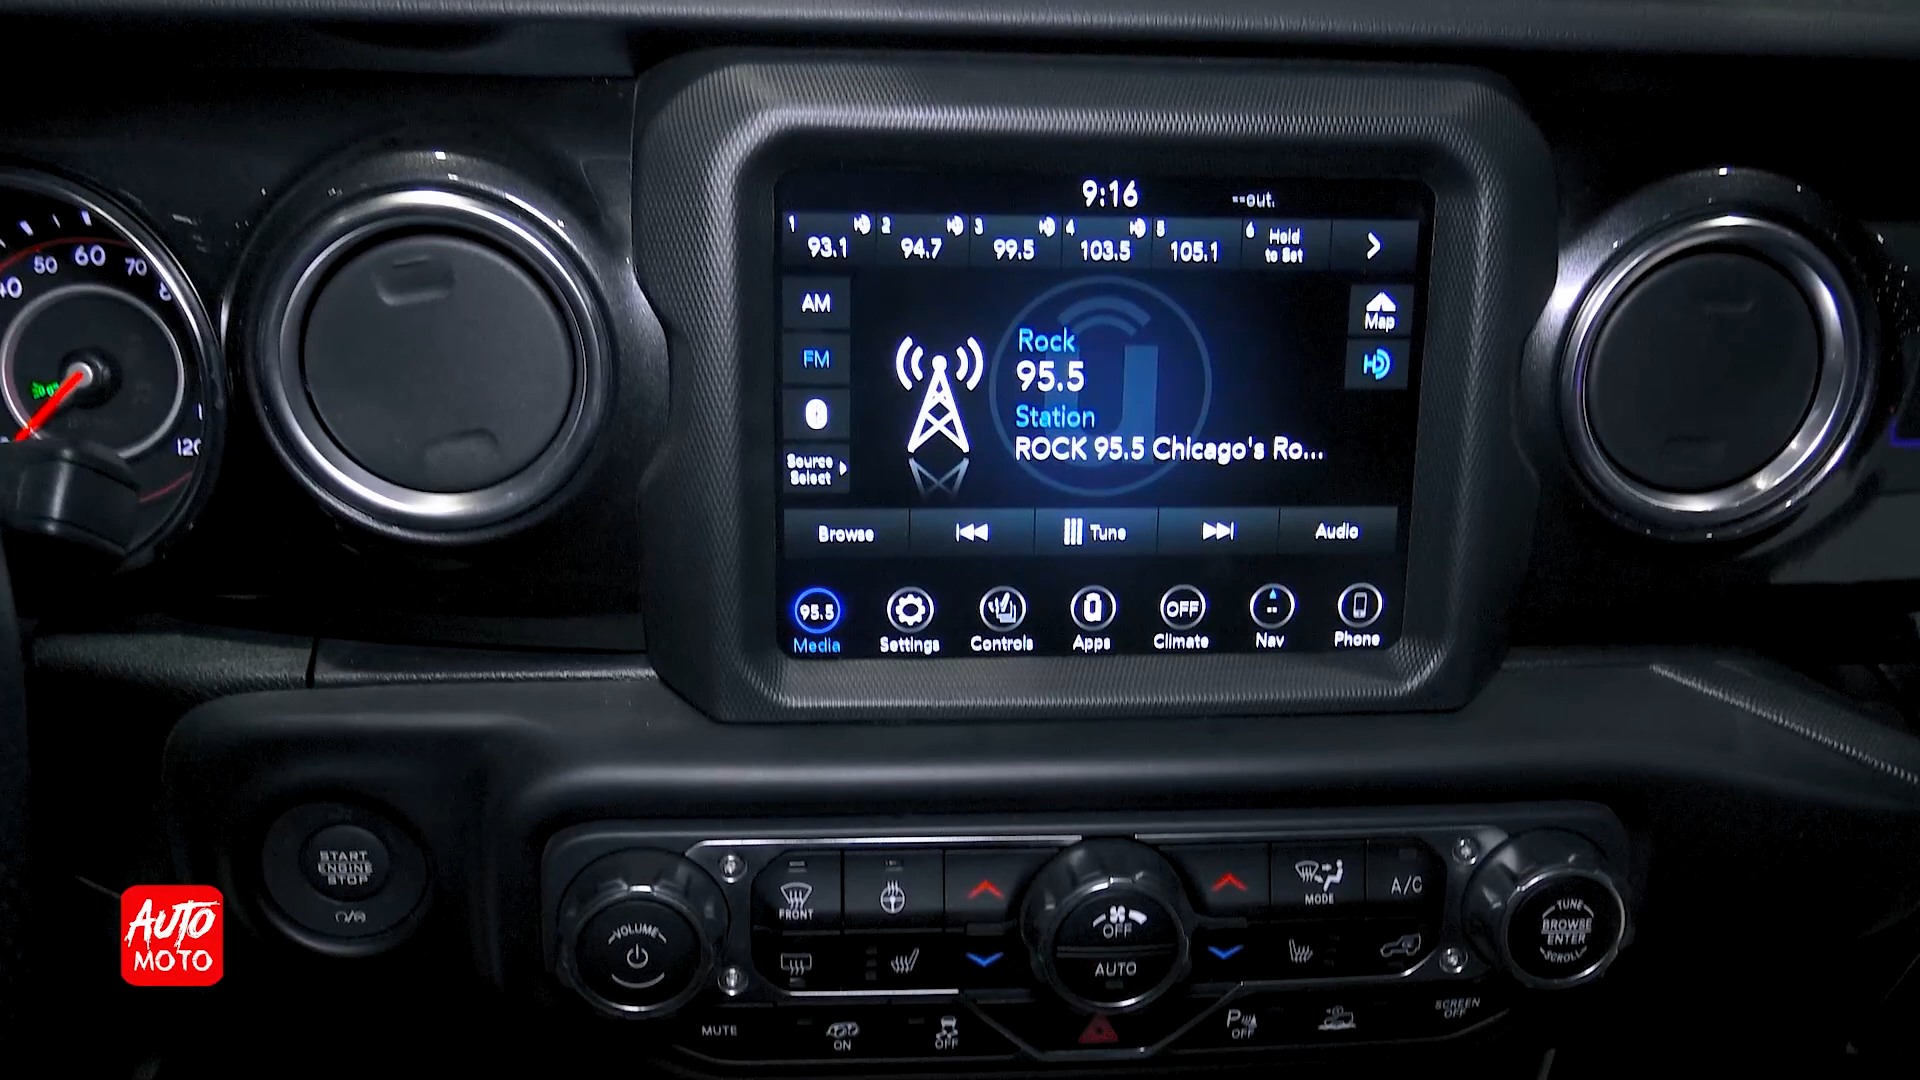 9:16
--out.
1 93.1
2 94.7
3 99.5
4 103.5
5 105.1
6 Hold to Set
AM
FM
Source
Select
Rock
95.5
Station
ROCK 95.5 Chicago's Ro...
Map
HD
Browse
Tune
Audio
95.5
OFF
--
Media
Settings
Controls
Apps
Climate
Nav
Phone
50
60
70
120
START
ENGINE
STOP
VOLUME
FRONT
OFF
AUTO
MODE
A/C
TUNE
BROWSE
ENTER
SCROLL
MUTE
ON
OFF
P
OFF
SCREEN
OFF
AUTO
MOTO